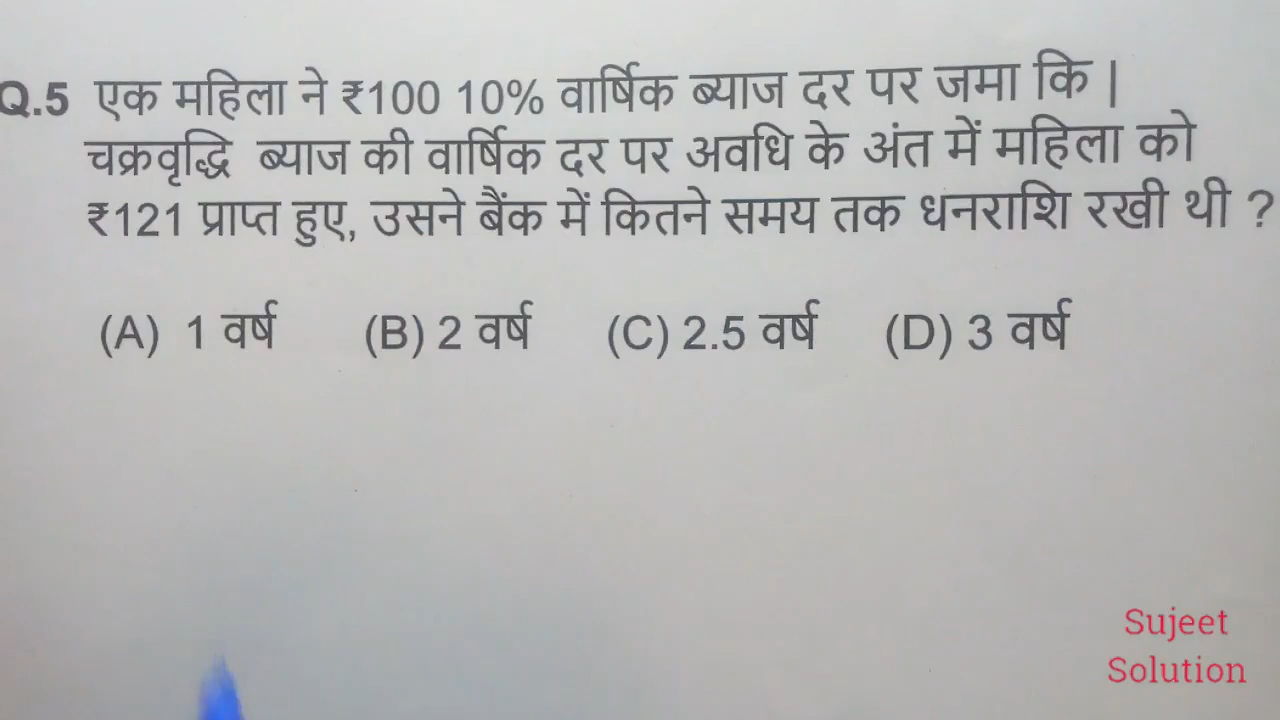 Q.5 एक महिला ने ₹100 10% वार्षिक ब्याज दर पर जमा कि |
चक्रवृद्धि ब्याज की वार्षिक दर पर अवधि के अंत में महिला को
₹121 प्राप्त हुए, उसने बैंक में कितने समय तक धनराशि रखी थी ?
(A) 1 वर्ष (B) 2 वर्ष (C) 2.5 वर्ष (D) 3 वर्ष
Sujeet
Solution